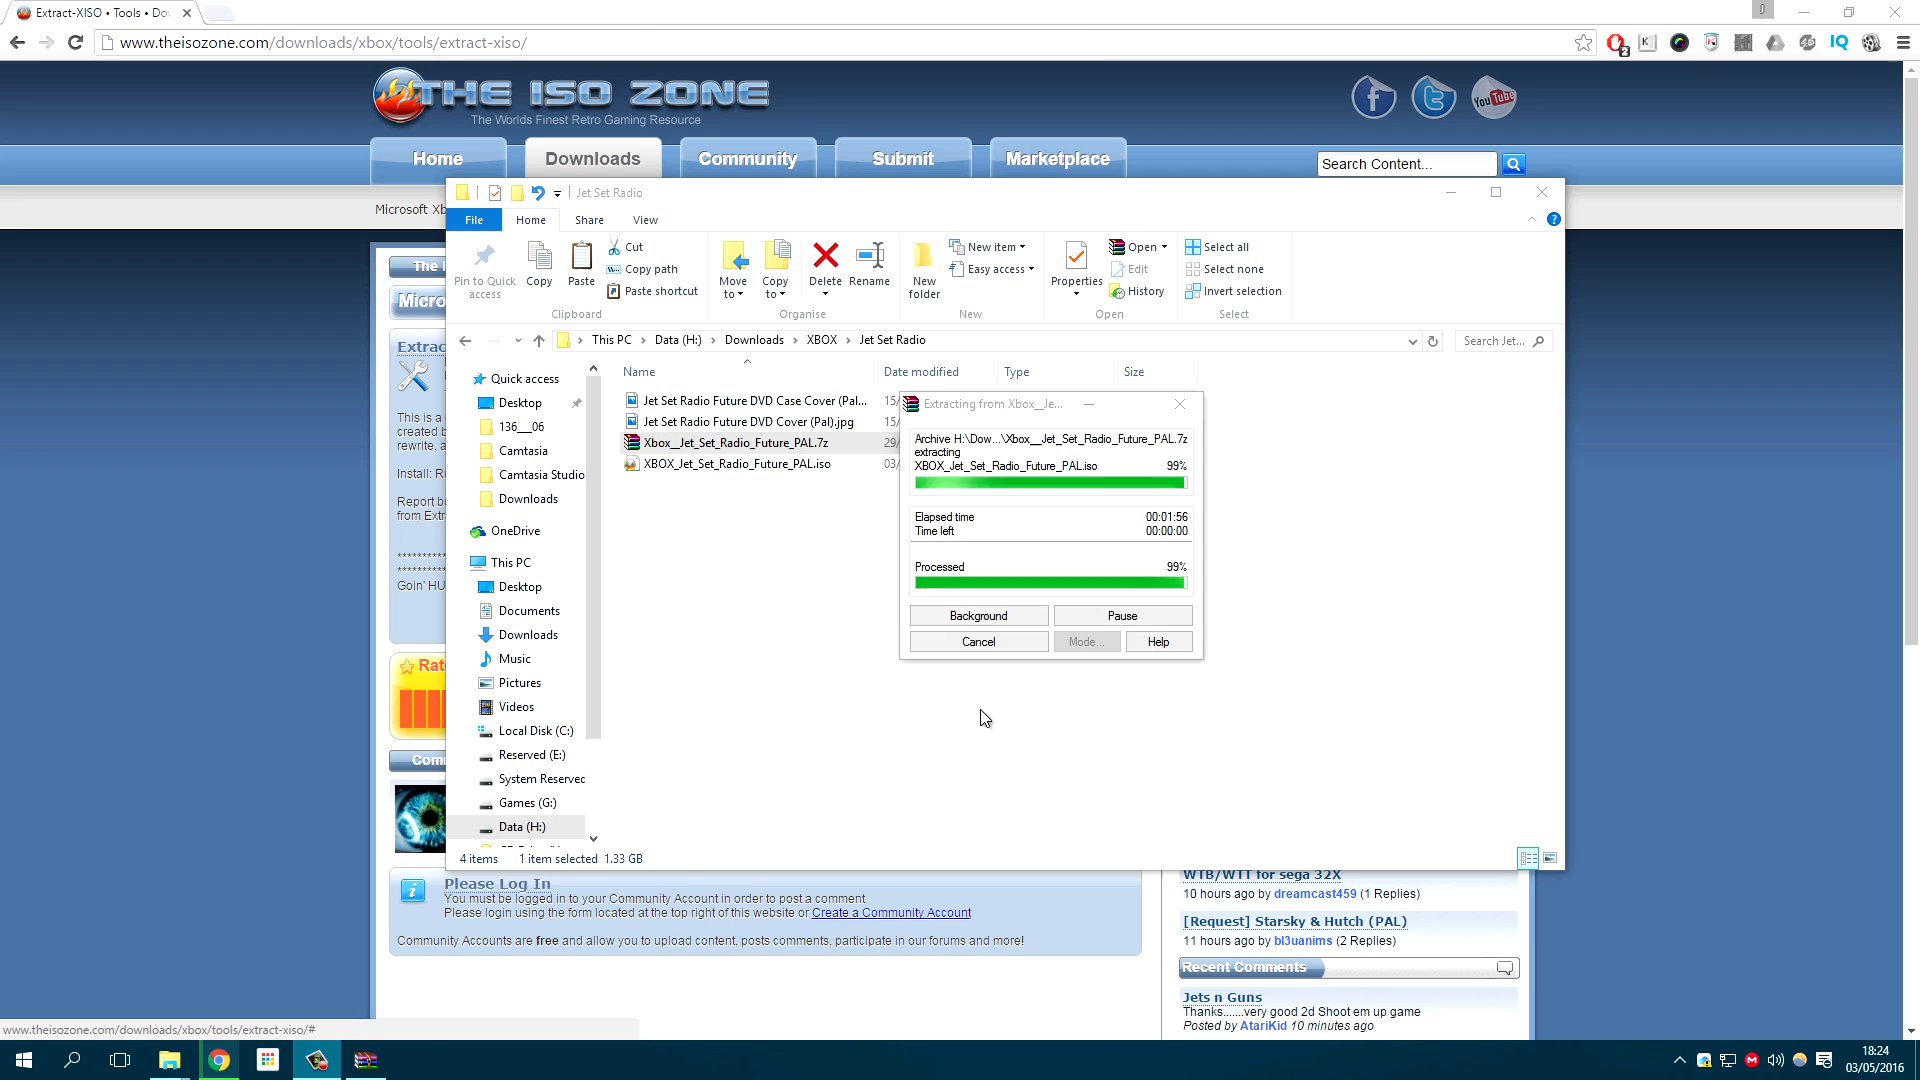 Extract-XISO • Tools • Do
J
www.theisozone.com/downloads/xbox/tools/extract-xiso/
2
IQ
THE ISO ZONE
The Worlds Finest Retro Gaming Resource
f
t
You Tube
Home
Downloads
Community
Submit
Marketplace
Search Content...
Microsoft Xb
Jet Set Radio
File
Home
Share
View
Pin to Quick access
Copy
Paste
Cut
Copy path
Paste shortcut
Move to
Copy to
Delete
Rename
New folder
New item
Easy access
Properties
Open
Edit
History
Select all
Select none
Invert selection
Clipboard
Organise
New
Open
Select
This PC
Data (H:)
Downloads
XBOX
Jet Set Radio
Search Jet...
Name
Date modified
Type
Size
Jet Set Radio Future DVD Case Cover (Pal...
15/
Jet Set Radio Future DVD Cover (Pal).jpg
15/
Xbox__Jet_Set_Radio_Future_PAL.7z
29/
XBOX_Jet_Set_Radio_Future_PAL.iso
03/
Quick access
Desktop
136___06
Camtasia
Camtasia Studio
Downloads
OneDrive
This PC
Desktop
Documents
Downloads
Music
Pictures
Videos
Local Disk (C:)
Reserved (E:)
System Reserved
Games (G:)
Data (H:)
4 items
1 item selected 1.33 GB
Extracting from Xbox__Je...
Archive H:\Dow...\Xbox__Jet_Set_Radio_Future_PAL.7z
extracting
XBOX_Jet_Set_Radio_Future_PAL.iso 99%
Elapsed time 00:01:56
Time left 00:00:00
Processed 99%
Background
Pause
Cancel
Mode...
Help
The I
Micro
Extrac
This is a
created b
rewrite, a
Install: R
Report b
from Extr
Goin' HU
Rat
Com
Please Log In
You must be logged in to your Community Account in order to post a comment
Please login using the form located at the top right of this website or Create a Community Account
Community Accounts are free and allow you to upload content, posts comments, participate in our forums and more!
WTB/WTT for sega 32X
10 hours ago by dreamcast459 (1 Replies)
[Request] Starsky & Hutch (PAL)
11 hours ago by bl3uanims (2 Replies)
Recent Comments
Jets n Guns
Thanks.......very good 2d Shoot em up game
Posted by AtariKid 10 minutes ago
www.theisozone.com/downloads/xbox/tools/extract-xiso/#
18:24
03/05/2016